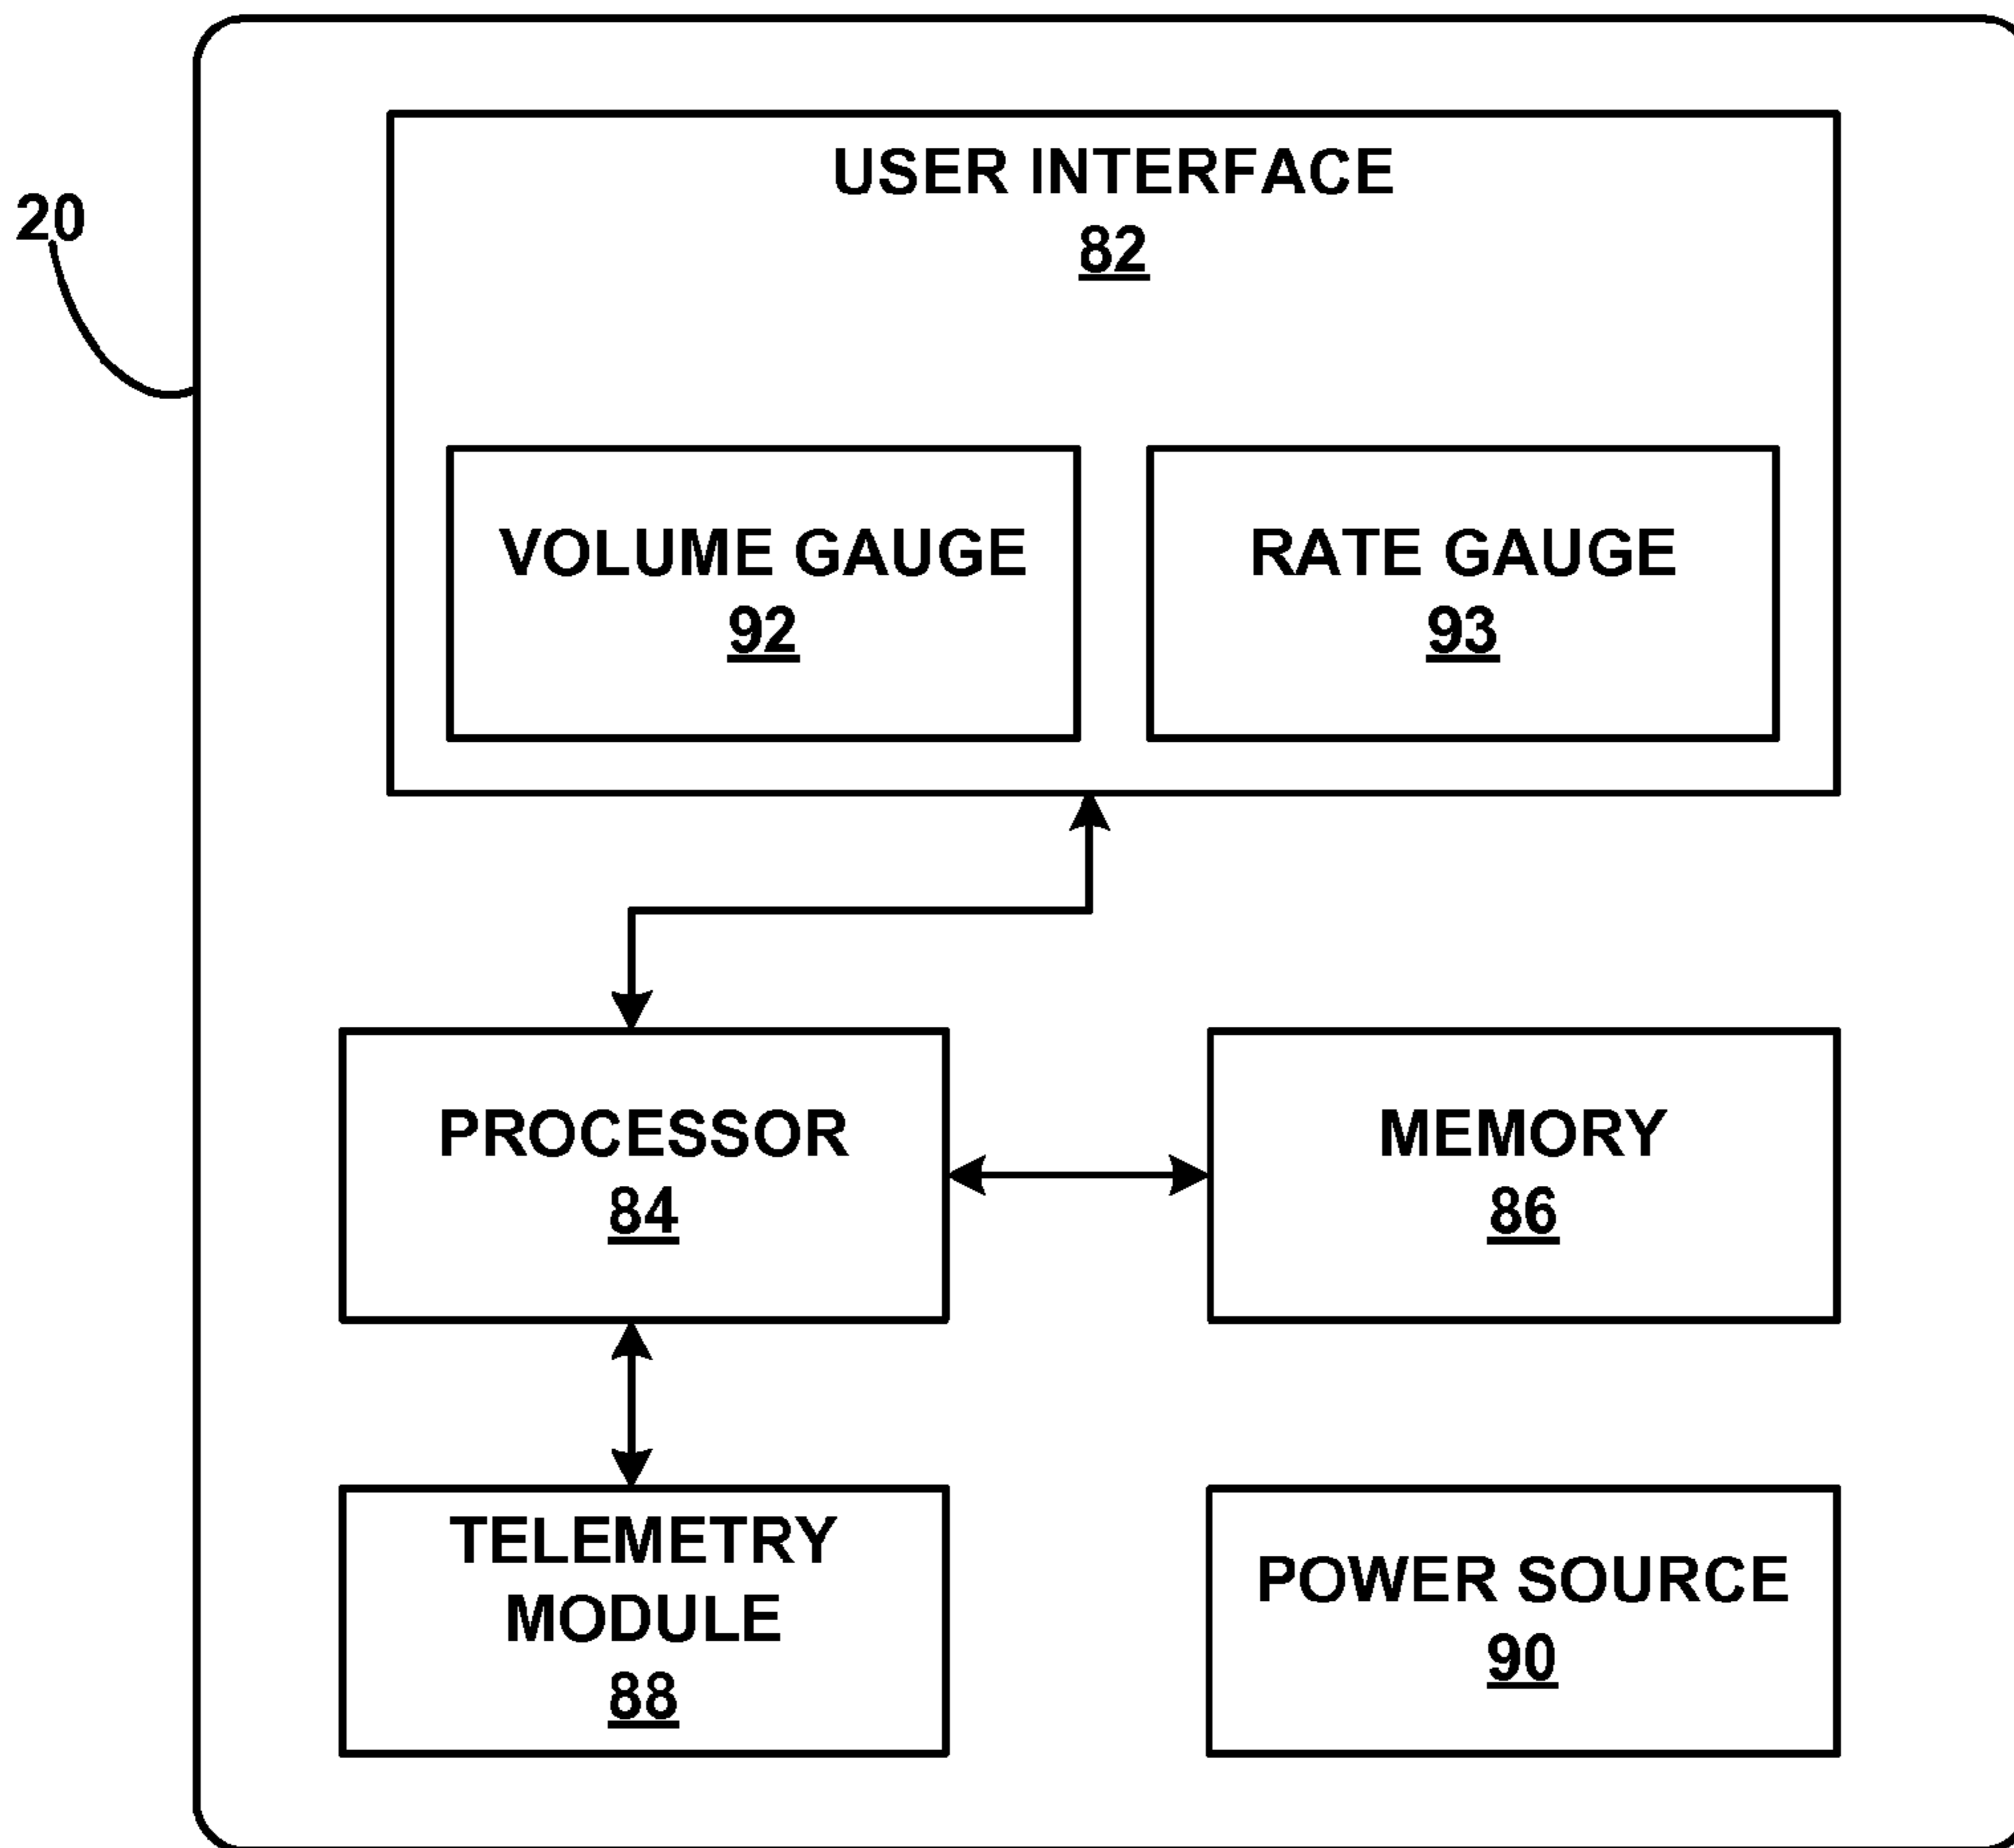 20
USER INTERFACE
82
VOLUME GAUGE
92
RATE GAUGE
93
PROCESSOR
84
MEMORY
86
TELEMETRY
MODULE
88
POWER SOURCE
90